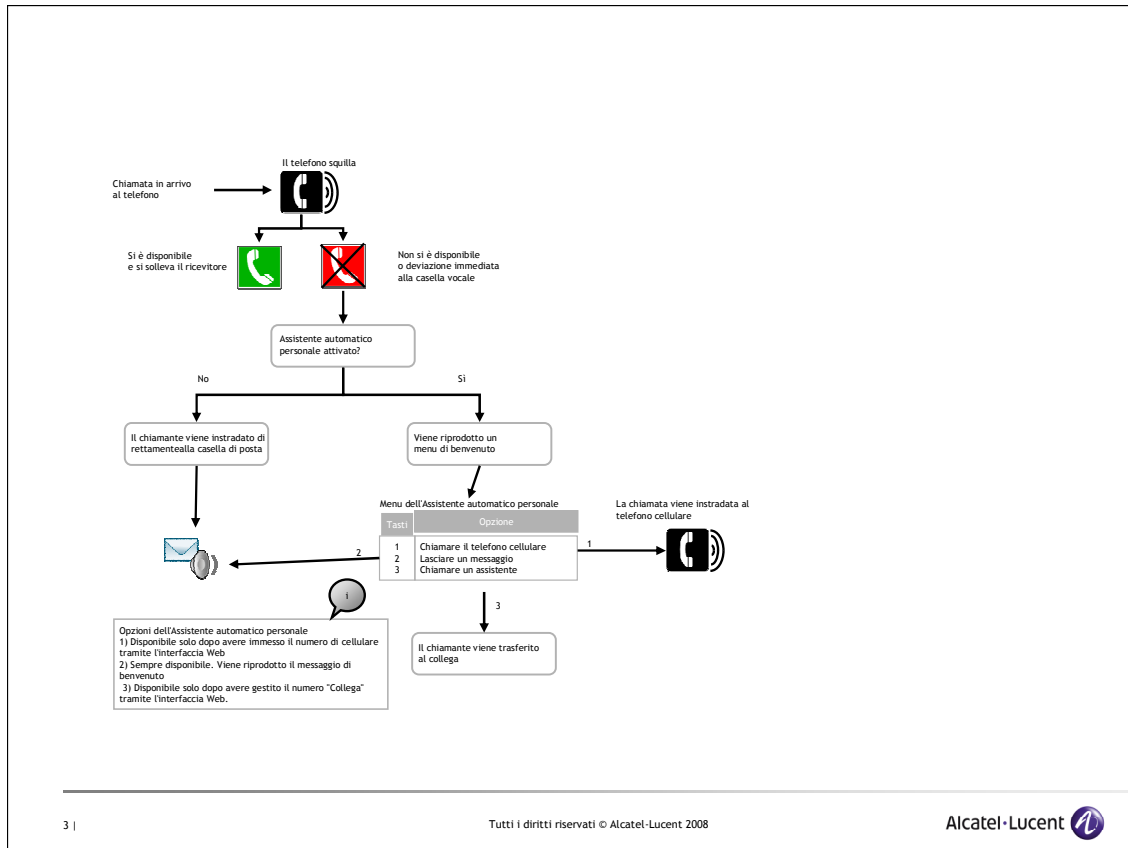 Il telefono squilla
Chiamata in arrivo
al telefono
Si è disponibile
e si solleva il ricevitore
Non si è disponibile
o deviazione immediata
alla casella vocale
Assistente automatico
personale attivato?
No
Sì
Il chiamante viene instradato di
rettamentealla casella di posta
Viene riprodotto un
menu di benvenuto
Menu dell'Assistente automatico personale
Tasti Opzione
1 Chiamare il telefono cellulare
2 Lasciare un messaggio
3 Chiamare un assistente
La chiamata viene instradata al
telefono cellulare
1
2
3
i
Opzioni dell'Assistente automatico personale
1) Disponibile solo dopo avere immesso il numero di cellulare
tramite l'interfaccia Web
2) Sempre disponibile. Viene riprodotto il messaggio di
benvenuto
3) Disponibile solo dopo avere gestito il numero "Collega"
tramite l'interfaccia Web.
Il chiamante viene trasferito
al collega
3 |
Tutti i diritti riservati © Alcatel-Lucent 2008
Alcatel·Lucent